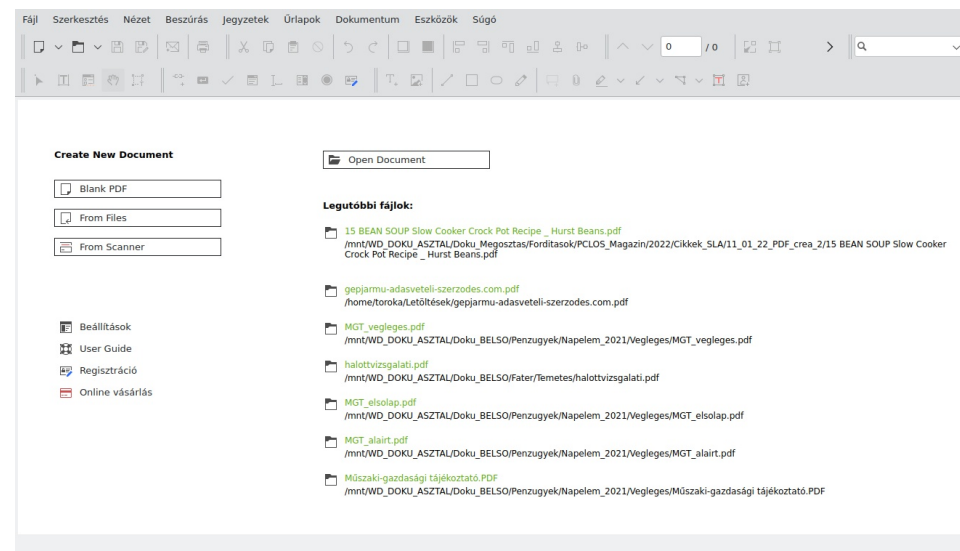 Fájl Szerkesztés Nézet Beszúrás Jegyzetek Űrlapok Dokumentum Eszközök Súgó
0 / 0
Create New Document
Blank PDF
From Files
From Scanner
Beállítások
User Guide
Regisztráció
Online vásárlás
Open Document
Legutóbbi fájlok:
15 BEAN SOUP Slow Cooker Crock Pot Recipe _ Hurst Beans.pdf
/mnt/WD_DOKU_ASZTAL/Doku_Megosztas/Forditasok/PCLOS_Magazin/2022/Cikkek_SLA/11_01_22_PDF_crea_2/15 BEAN SOUP Slow Cooker
Crock Pot Recipe _ Hurst Beans.pdf
gepjarmu-adasveteli-szerzodes.com.pdf
/home/toroka/Letöltések/gepjarmu-adasveteli-szerzodes.com.pdf
MGT_vegleges.pdf
/mnt/WD_DOKU_ASZTAL/Doku_BELSO/Penzugyek/Napelem_2021/Vegleges/MGT_vegleges.pdf
halottvizsgalati.pdf
/mnt/WD_DOKU_ASZTAL/Doku_BELSO/Fater/Temetes/halottvizsgalati.pdf
MGT_elsolap.pdf
/mnt/WD_DOKU_ASZTAL/Doku_BELSO/Penzugyek/Napelem_2021/Vegleges/MGT_elsolap.pdf
MGT_alairt.pdf
/mnt/WD_DOKU_ASZTAL/Doku_BELSO/Penzugyek/Napelem_2021/Vegleges/MGT_alairt.pdf
Műszaki-gazdasági tájékoztató.PDF
/mnt/WD_DOKU_ASZTAL/Doku_BELSO/Penzugyek/Napelem_2021/Vegleges/Műszaki-gazdasági tájékoztató.PDF